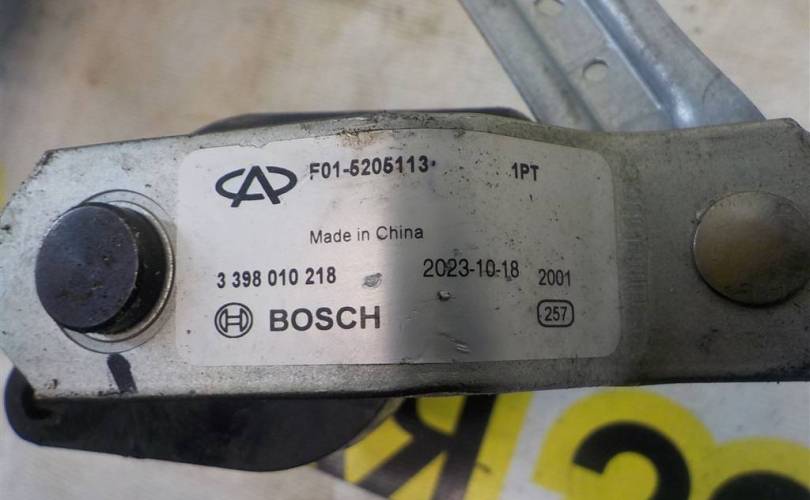 F01-5205113 1PT
Made in China
3 398 010 218 2023-10-18 2001
BOSCH 257